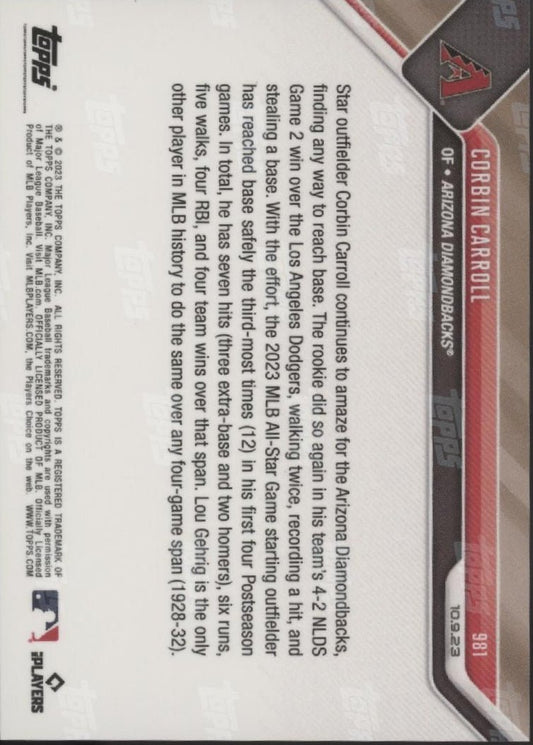 CORBIN CARROLL
981
OF • ARIZONA DIAMONDBACKS®
10.9.23
Star outfielder Corbin Carroll continues to amaze for the Arizona Diamondbacks,
finding any way to reach base. The rookie did so again in his team's 4-2 NLDS
Game 2 win over the Los Angeles Dodgers, walking twice, recording a hit, and
stealing a base. With the effort, the 2023 MLB All-Star Game starting outfielder
has reached base safely the third-most times (12) in his first four Postseason
games. In total, he has seven hits (three extra-base and two homers), six runs,
five walks, four RBI, and four team wins over that span. Lou Gehrig is the only
other player in MLB history to do the same over any four-game span (1928-32).
topps
® & © 2023 THE TOPPS COMPANY, INC. ALL RIGHTS RESERVED. TOPPS IS A REGISTERED TRADEMARK OF
THE TOPPS COMPANY, INC. Major League Baseball trademarks and copyrights are used with permission
of Major League Baseball. Visit MLB.com. OFFICIALLY LICENSED PRODUCT OF MLB. Officially Licensed
Product of MLB Players, Inc. Visit MLBPLAYERS.COM, the Players Choice on the web. WWW.TOPPS.COM
PLAYERS